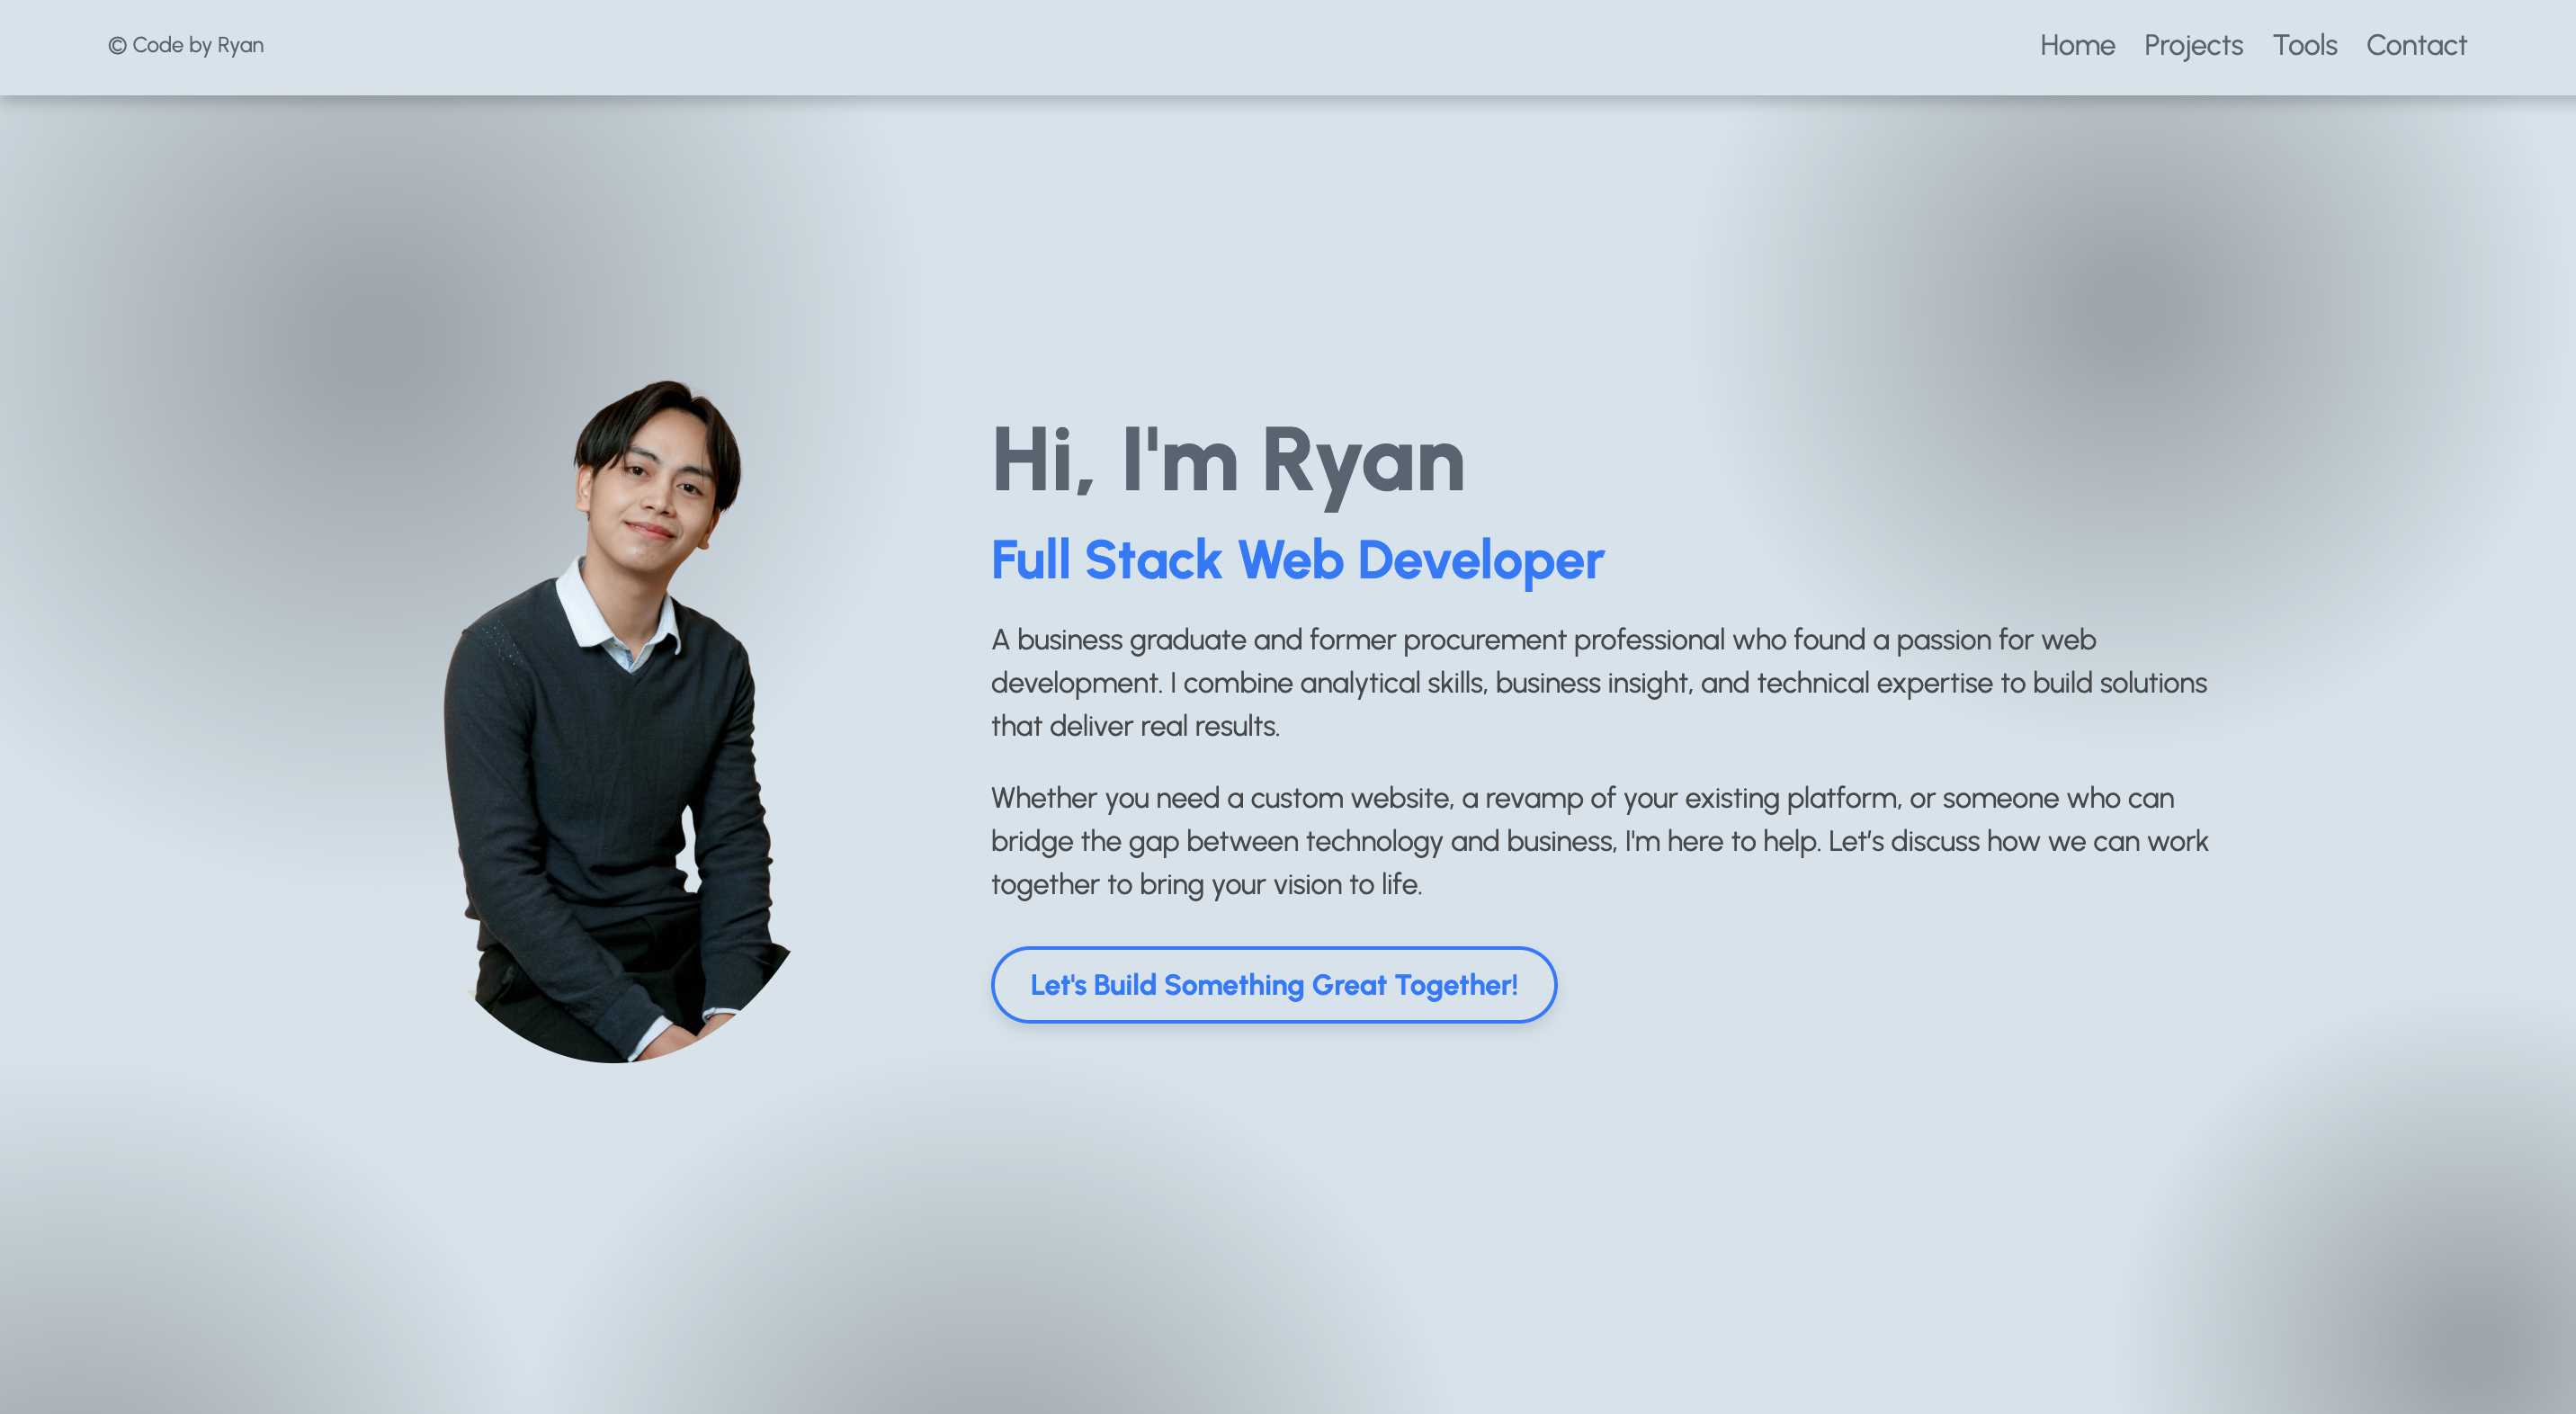 © Code by Ryan
Home Projects Tools Contact
Hi, I'm Ryan
Full Stack Web Developer
A business graduate and former procurement professional who found a passion for web
development. I combine analytical skills, business insight, and technical expertise to build solutions
that deliver real results.
Whether you need a custom website, a revamp of your existing platform, or someone who can
bridge the gap between technology and business, I'm here to help. Let’s discuss how we can work
together to bring your vision to life.
Let's Build Something Great Together!